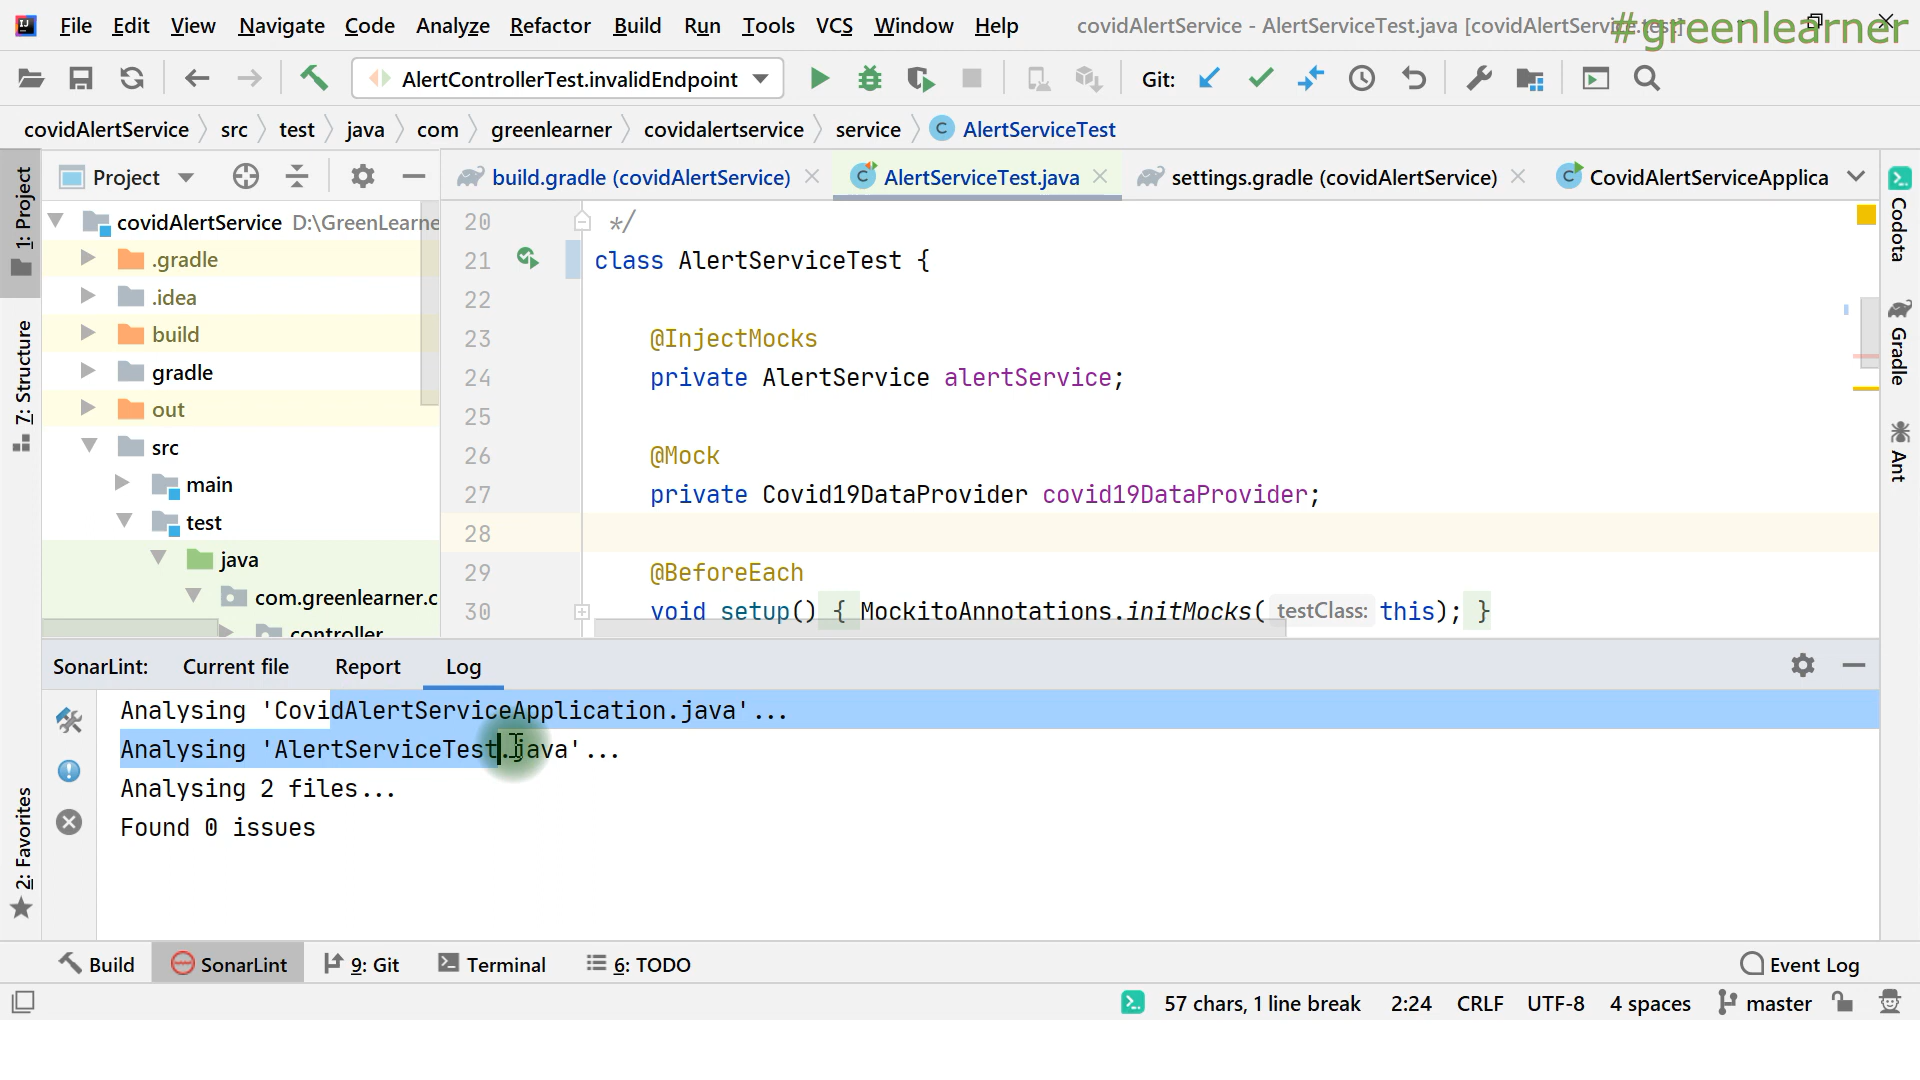 File Edit View Navigate Code Analyze Refactor Build Run Tools VCS Window Help covidAlertService - AlertServiceTest.java [covidAlertService.test]
#greenlearner
AlertControllerTest.invalidEndpoint Git:
covidAlertService src test java com greenlearner covidalertservice service AlertServiceTest
1: Project
7: Structure
2: Favorites
Project
build.gradle (covidAlertService) AlertServiceTest.java settings.gradle (covidAlertService) CovidAlertServiceApplica
covidAlertService D:\GreenLearne
.gradle
.idea
build
gradle
out
src
main
test
java
com.greenlearner.c
controller
20 */
21 class AlertServiceTest {
22
23 @InjectMocks
24 private AlertService alertService;
25
26 @Mock
27 private Covid19DataProvider covid19DataProvider;
28
29 @BeforeEach
30 void setup() { MockitoAnnotations.initMocks( testClass: this); }
Codota
Gradle
Ant
SonarLint: Current file Report Log
Analysing 'CovidAlertServiceApplication.java'...
Analysing 'AlertServiceTest.java'...
Analysing 2 files...
Found 0 issues
Build SonarLint 9: Git Terminal 6: TODO Event Log
57 chars, 1 line break 2:24 CRLF UTF-8 4 spaces master